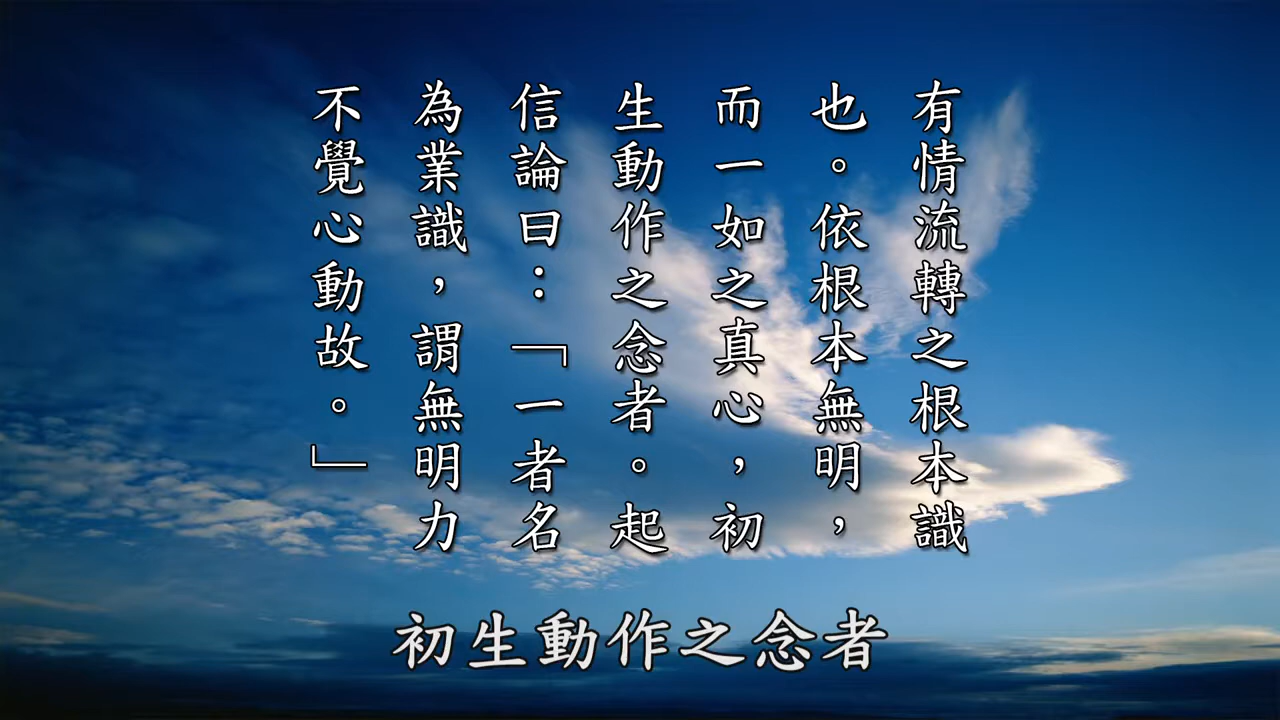 有情流轉之根本識
也。依根本無明，
而一如之真心，初
生動作之念者。起
信論曰：「一者名
為業識，謂無明力
不覺心動故。」
初生動作之念者